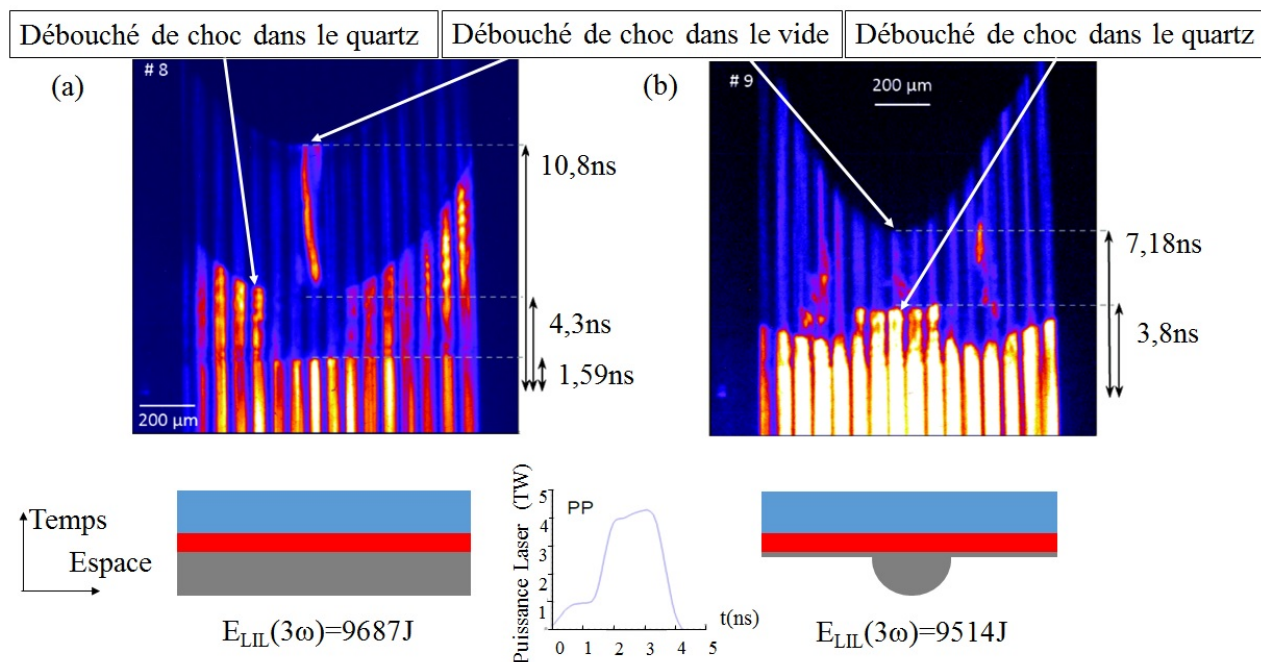 Débouché de choc dans le quartz
Débouché de choc dans le vide
Débouché de choc dans le quartz
(a)
# 8
10,8ns
4,3ns
1,59ns
200 µm
(b)
# 9
200 µm
7,18ns
3,8ns
Temps
Espace
E_LIL(3ω)=9687J
Puissance Laser (TW)
PP
5
4
3
2
1
0 1 2 3 4 5
t(ns)
E_LIL(3ω)=9514J